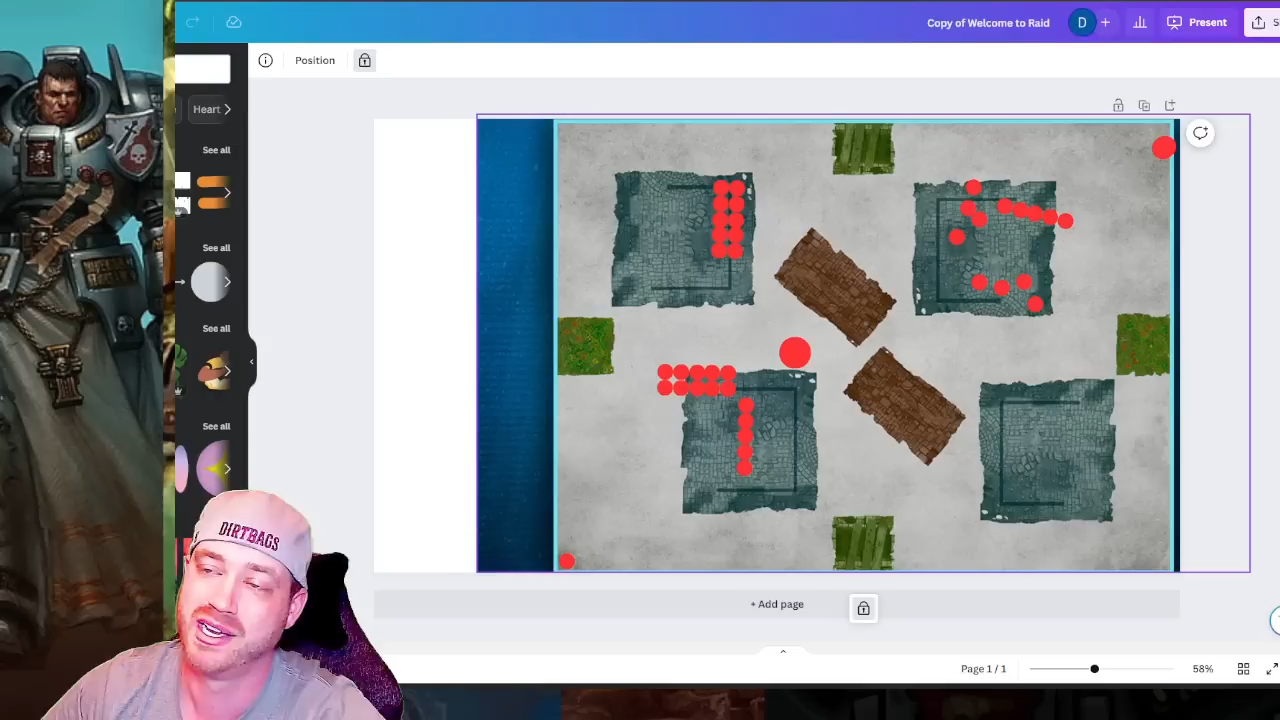 Copy of Welcome to Raid
D
Present
S
Position
Heart
See all
See all
See all
See all
DIRTBAGS
+ Add page
Page 1 / 1
58%